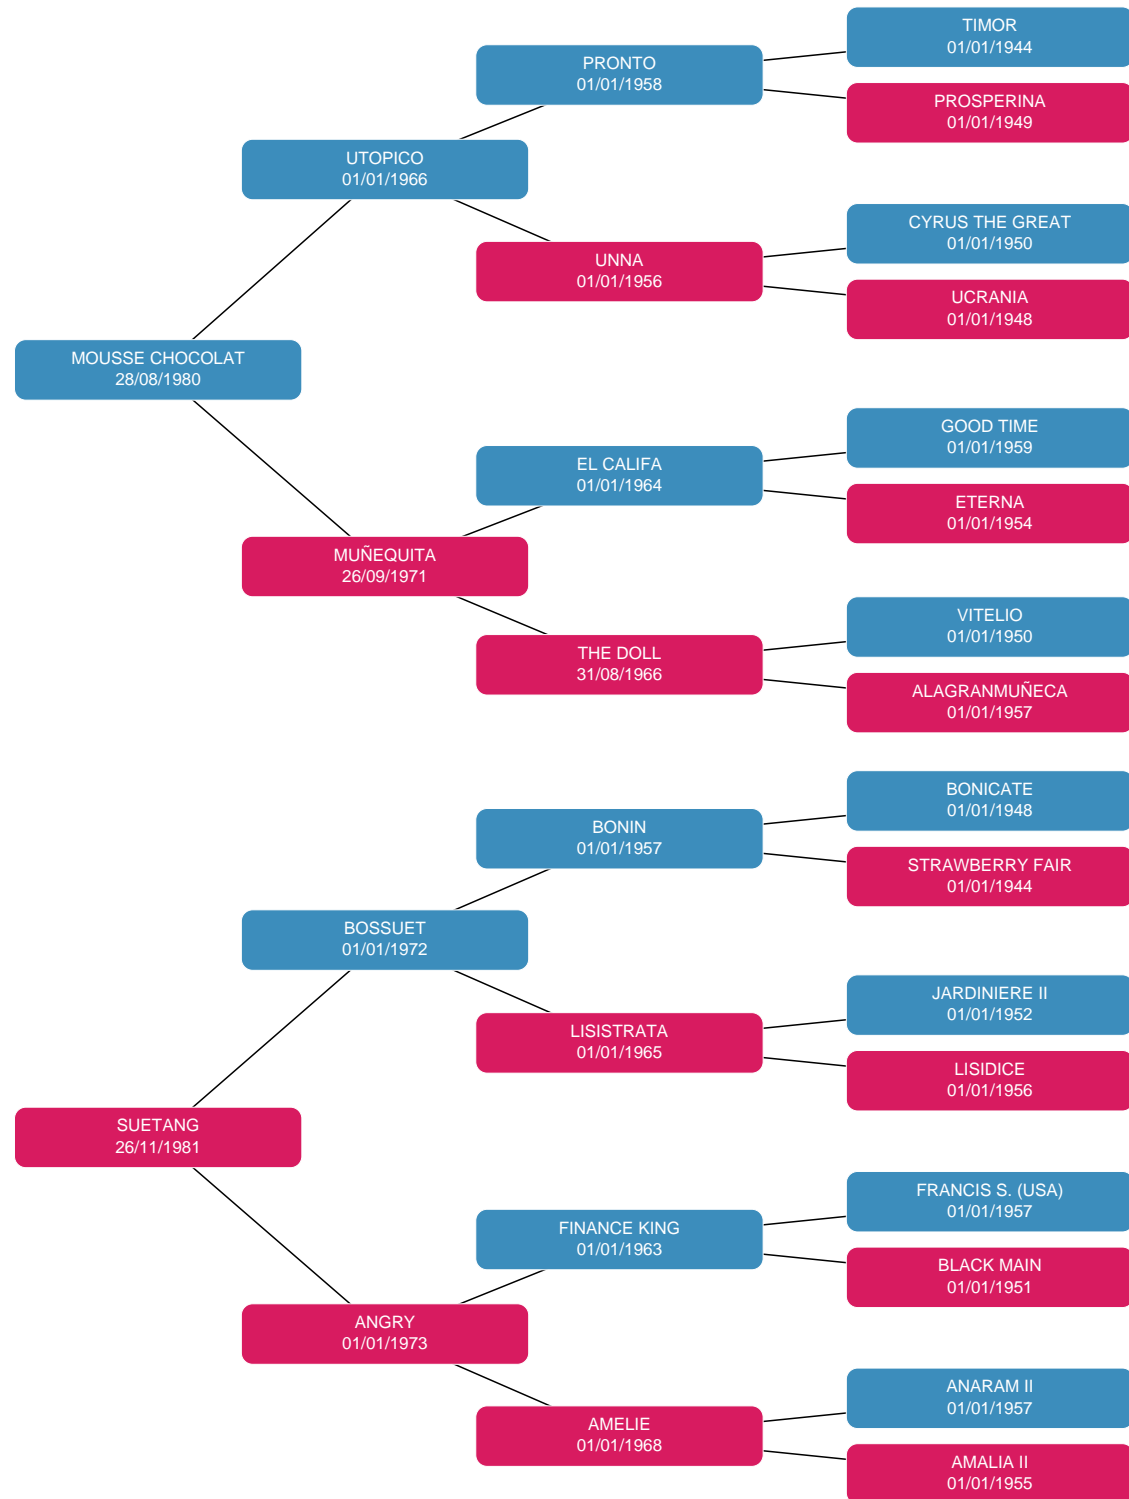 TIMOR
01/01/1944
PRONTO
01/01/1958
PROSPERINA
01/01/1949
UTOPICO
01/01/1966
CYRUS THE GREAT
01/01/1950
UNNA
01/01/1956
UCRANIA
01/01/1948
MOUSSE CHOCOLAT
28/08/1980
GOOD TIME
01/01/1959
EL CALIFA
01/01/1964
ETERNA
01/01/1954
MUÑEQUITA
26/09/1971
VITELIO
01/01/1950
THE DOLL
31/08/1966
ALAGRANMUÑECA
01/01/1957
BONICATE
01/01/1948
BONIN
01/01/1957
STRAWBERRY FAIR
01/01/1944
BOSSUET
01/01/1972
JARDINIERE II
01/01/1952
LISISTRATA
01/01/1965
LISIDICE
01/01/1956
SUETANG
26/11/1981
FRANCIS S. (USA)
01/01/1957
FINANCE KING
01/01/1963
BLACK MAIN
01/01/1951
ANGRY
01/01/1973
ANARAM II
01/01/1957
AMELIE
01/01/1968
AMALIA II
01/01/1955